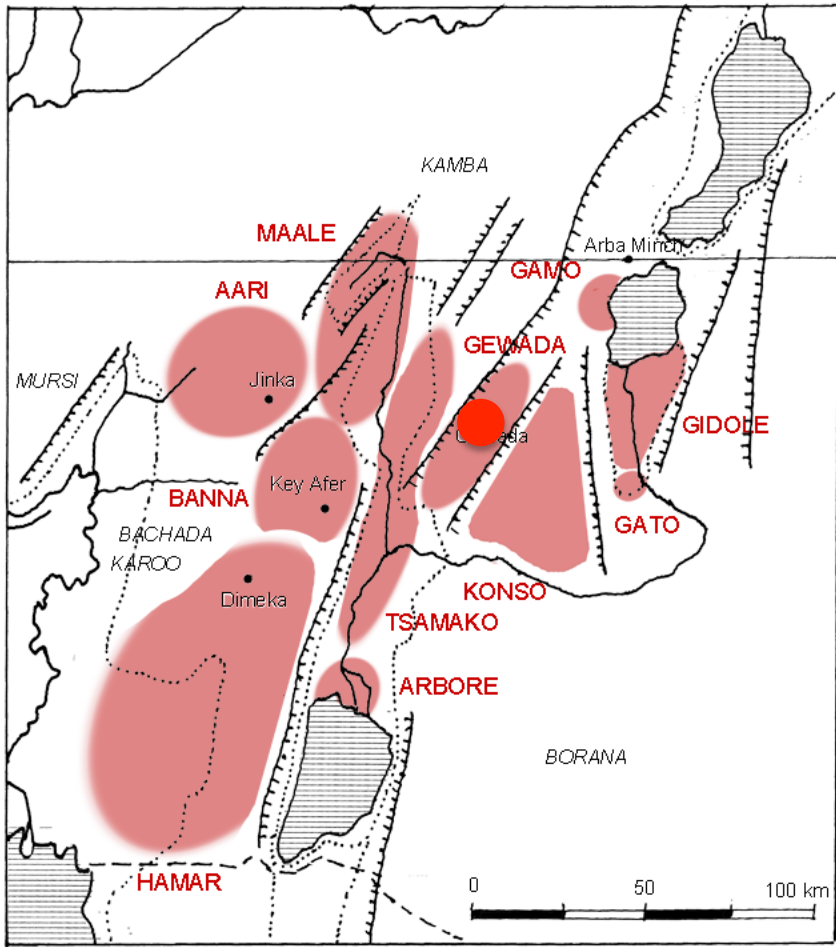 KAMBA
MAALE
Arba Minch
GAMO
AARI
GEWADA
MURSI
Jinka
GIDOLE
BANNA
Key Afer
GATO
BACHADA
KAROO
KONSO
Dimeka
TSAMAKO
ARBORE
BORANA
HAMAR
0
50
100 km